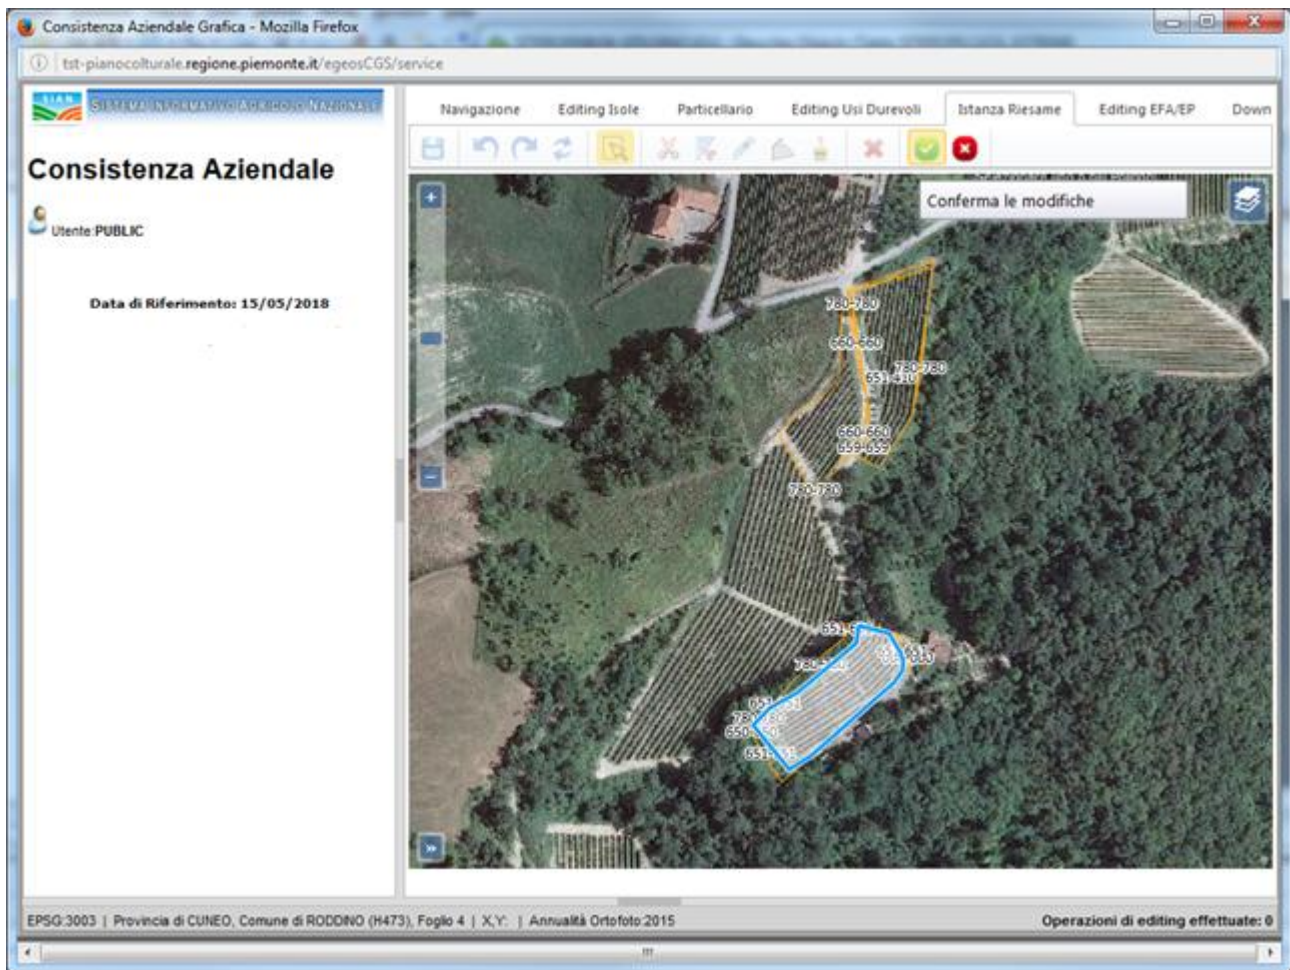 Consistenza Aziendale Grafica - Mozilla Firefox
tst-pianocolturale.regione.piemonte.it/egeosCGS/service
SIAN
SISTEMA INFORMATIVO AGRICOLO NAZIONALE
Navigazione Editing Isole Particellario Editing Usi Durevoli Istanza Riesame Editing EFA/EP Down
Consistenza Aziendale
Utente:PUBLIC
Data di Riferimento: 15/05/2018
Conferma le modifiche
780-780
660-660
780-780
651-410
660-660
659-659
780-780
EPSG:3003 | Provincia di CUNEO, Comune di RODDINO (H473), Foglio 4 | X,Y: | Annualità Ortofoto:2015
Operazioni di editing effettuate: 0